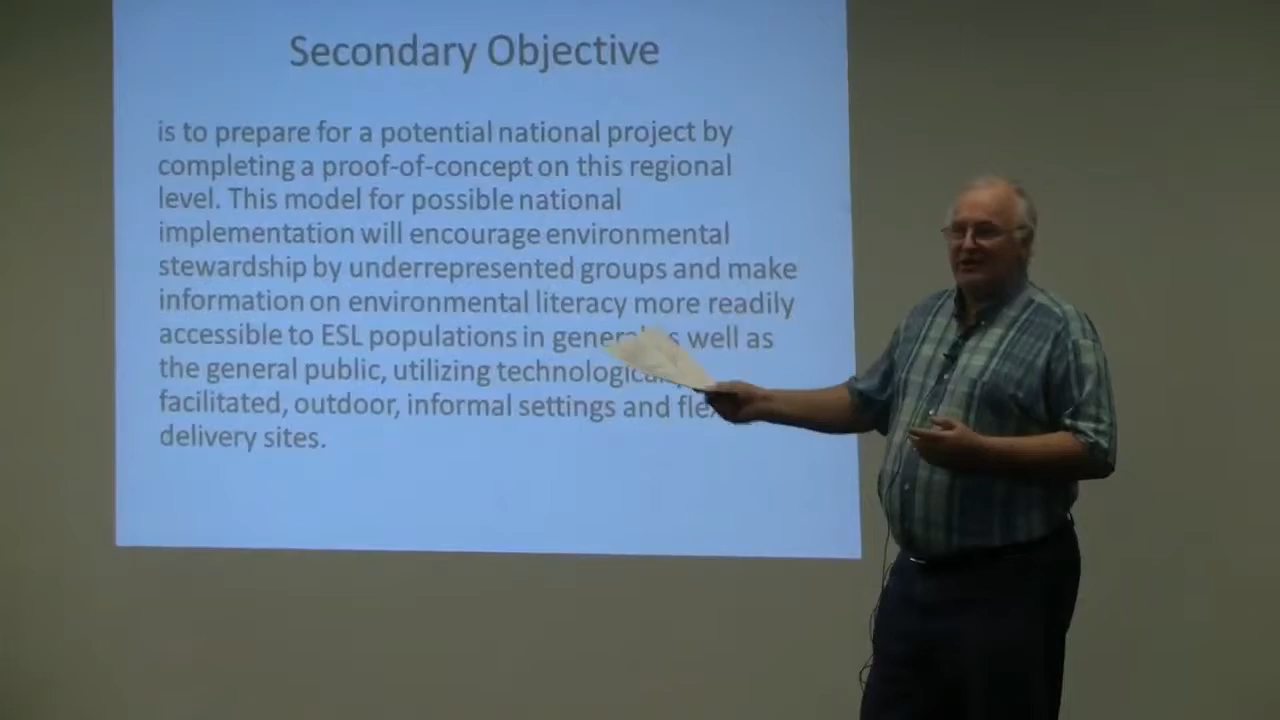 Secondary Objective
is to prepare for a potential national project by
completing a proof-of-concept on this regional
level. This model for possible national
implementation will encourage environmental
stewardship by underrepresented groups and make
information on environmental literacy more readily
accessible to ESL populations in well as
the general public, utilizing
facilitated, outdoor, informal settings and
delivery sites.